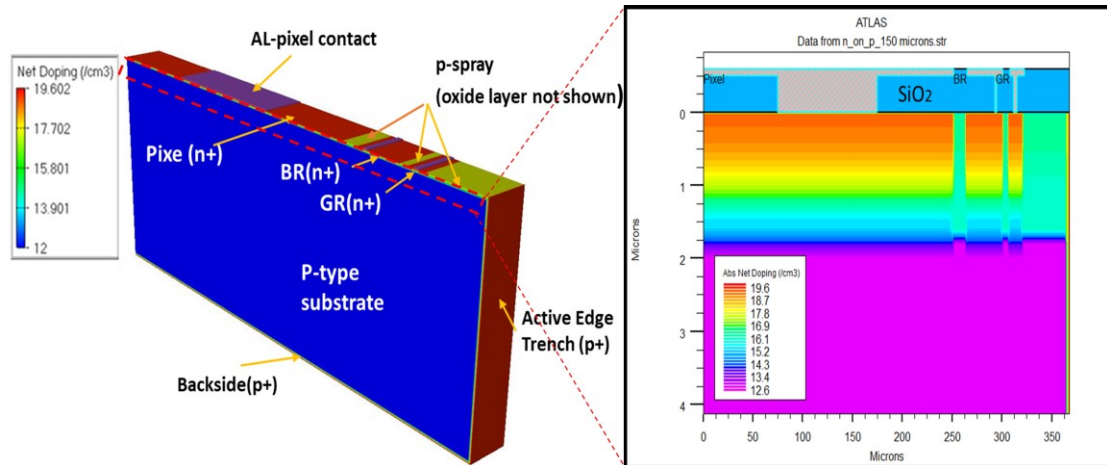 AL-pixel contact
p-spray
(oxide layer not shown)
Net Doping (/cm3)
19.602
17.702
15.801
13.901
12
Pixe (n+)
BR(n+)
GR(n+)
P-type
substrate
Active Edge
Trench (p+)
Backside(p+)
ATLAS
Data from n_on_p_150 microns.str
Pixel
BR
GR
SiO2
0
1
2
3
4
Microns
Abs Net Doping (/cm3)
19.6
18.7
17.8
16.9
16.1
15.2
14.3
13.4
12.6
0 50 100 150 200 250 300 350
Microns